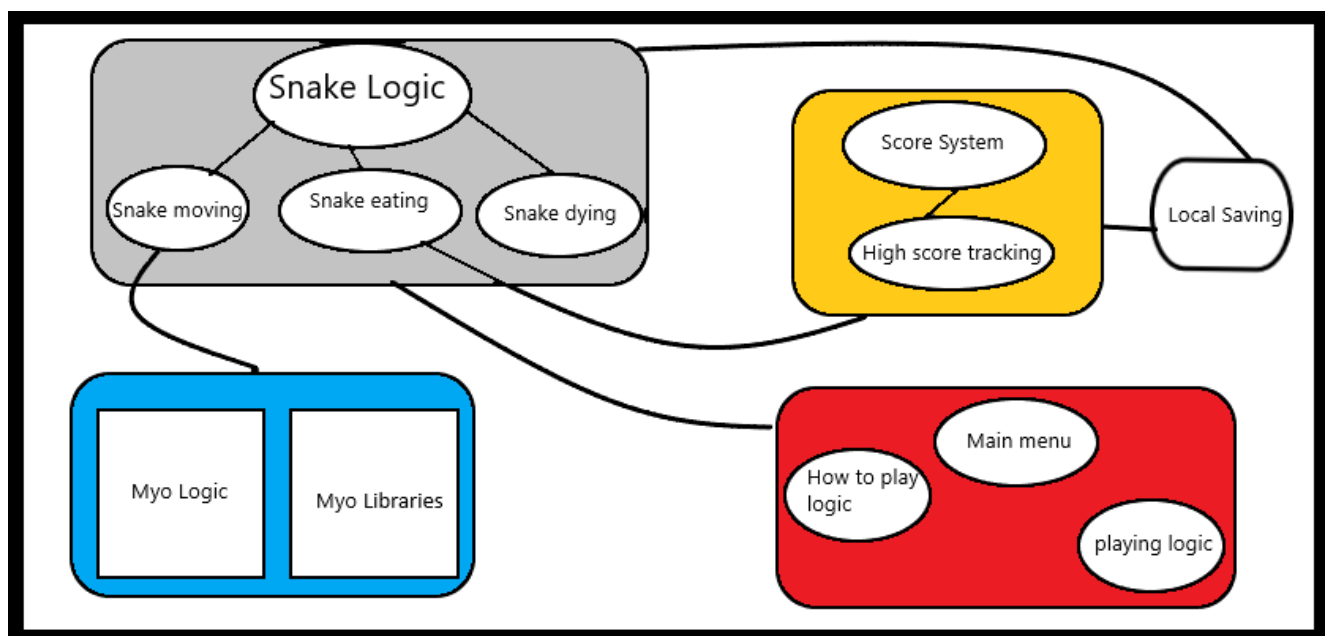 Snake Logic
Snake moving
Snake eating
Snake dying
Score System
High score tracking
Local Saving
Myo Logic
Myo Libraries
Main menu
How to play
logic
playing logic